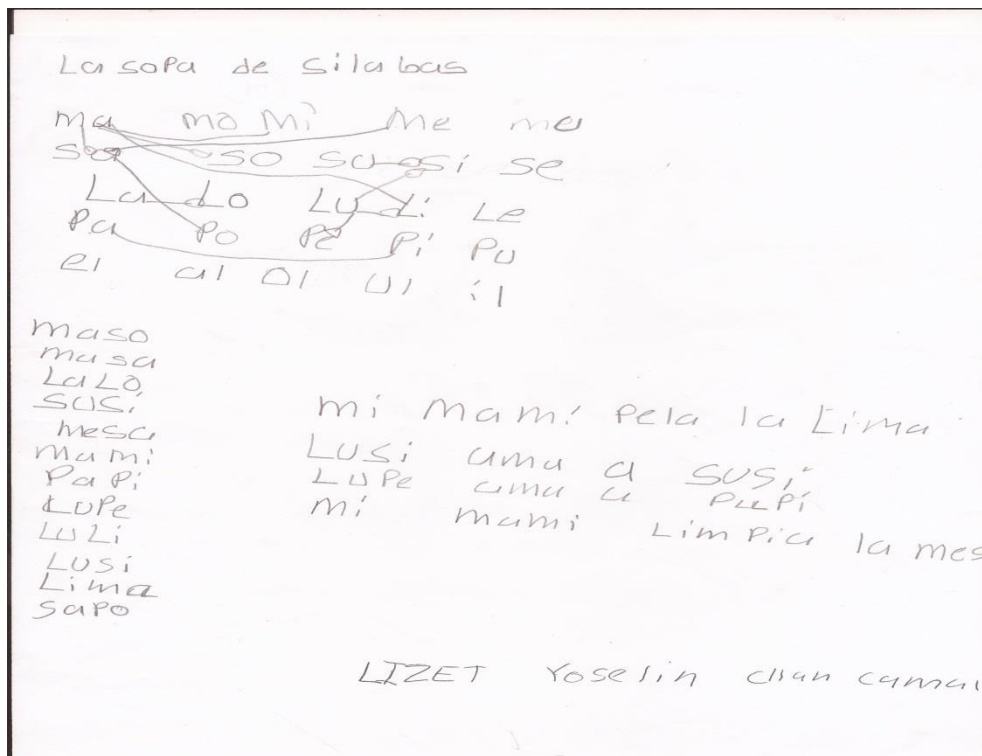 La sopa de silabas
ma mo Mi Me mu
sa so su si se
La Lo Lu Li Le
Pa Po Pe Pi Pu
el al Ol Ul il
maso
masa
LaLo
SUSi
mesa
mami
PaPi
LuPe
LuLi
LUSi
Lima
saPo
mi Mami Pela la Lima
LUSi ama a SUSi
LUPe ama a PaPi
mi mami LimPia la mes
LIZET Yoselin chan